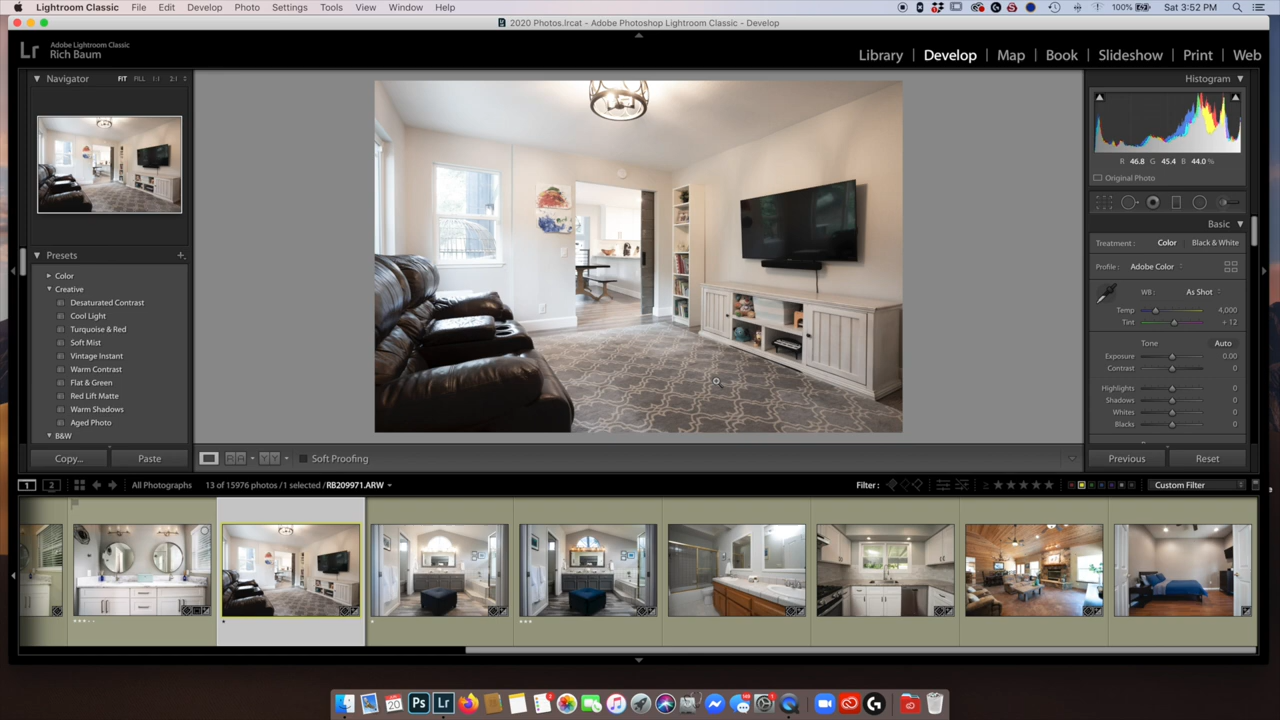 Lightroom Classic File Edit Develop Photo Settings Tools View Window Help 100% Sat 3:52 PM
2020 Photos.lrcat - Adobe Photoshop Lightroom Classic - Develop
Lr Adobe Lightroom Classic
Rich Baum
Library | Develop | Map | Book | Slideshow | Print | Web
Navigator FIT FILL 1:1 2:1
Histogram
R 46.8 G 45.4 B 44.0 %
Original Photo
Basic
Treatment: Color Black & White
Profile: Adobe Color
WB: As Shot
Temp 4,000
Tint + 12
Tone Auto
Exposure 0.00
Contrast 0
Highlights 0
Shadows 0
Whites 0
Blacks 0
Presets +
Color
Creative
Desaturated Contrast
Cool Light
Turquoise & Red
Soft Mist
Vintage Instant
Warm Contrast
Flat & Green
Red Lift Matte
Warm Shadows
Aged Photo
B&W
Copy... Paste
Soft Proofing
Previous Reset
1 2 All Photographs 13 of 15976 photos / 1 selected / RB209971.ARW
Filter: Custom Filter
Ps Lr